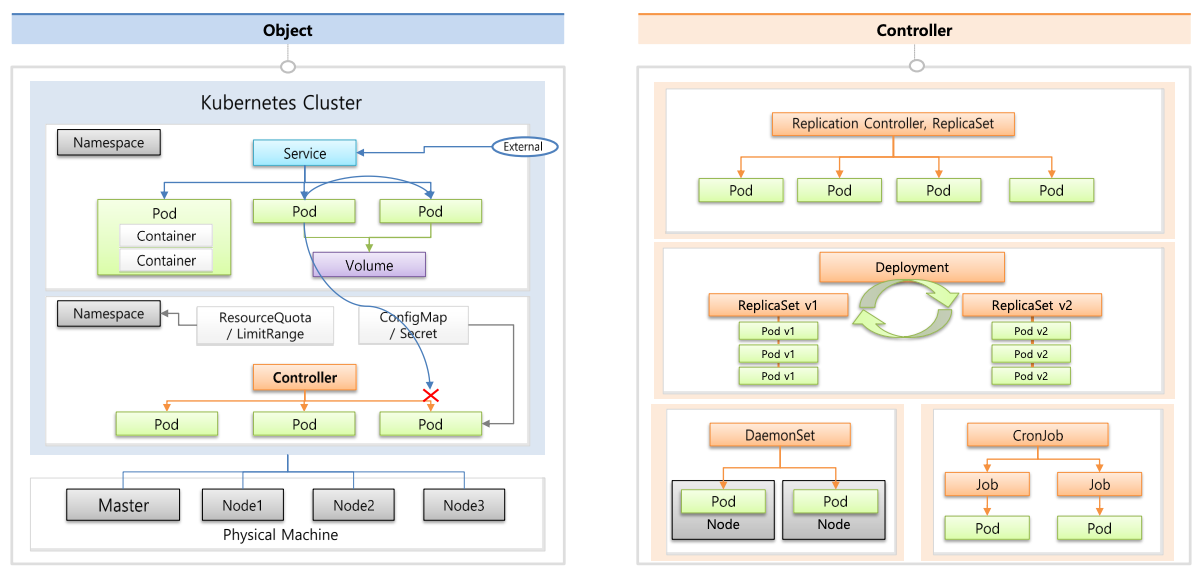 Object
Kubernetes Cluster
Namespace
Service
External
Pod
Container
Container
Pod
Pod
Volume
Namespace
ResourceQuota
/ LimitRange
ConfigMap
/ Secret
Controller
Pod
Pod
Pod
Master
Node1
Node2
Node3
Physical Machine
Controller
Replication Controller, ReplicaSet
Pod
Pod
Pod
Pod
Deployment
ReplicaSet v1
Pod v1
Pod v1
Pod v1
ReplicaSet v2
Pod v2
Pod v2
Pod v2
DaemonSet
Pod
Node
Pod
Node
CronJob
Job
Job
Pod
Pod